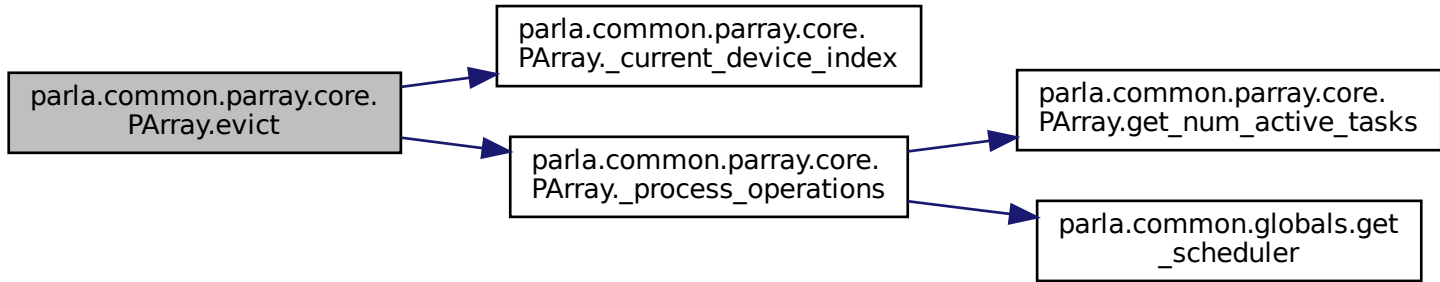 parla.common.parray.core.
PArray.evict
parla.common.parray.core.
PArray._current_device_index
parla.common.parray.core.
PArray._process_operations
parla.common.parray.core.
PArray.get_num_active_tasks
parla.common.globals.get
_scheduler